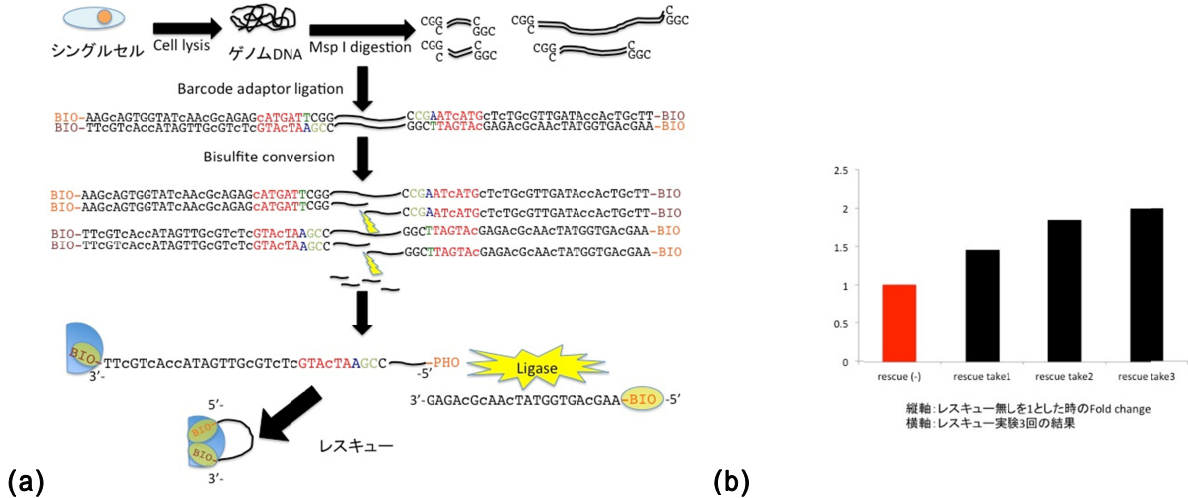 シングルセル
Cell lysis
ゲノムDNA
Msp I digestion
CGG C
C GGC
CGG C
C GGC
CGG C
C GGC
CGG C
C GGC
Barcode adaptor ligation
BIO-AAGcAGTGGTATcAAcGcAGAGcATGATTCGG CCGAATcATGcTcTGcGTTGATAccAcTGcTT-BIO
BIO-TTcGTcAccATAGTTGcGTcTcGTAcTAAGCC GGCTTAGTAcGAGAcGcAAcTATGGTGAcGAA-BIO
Bisulfite conversion
BIO-AAGcAGTGGTATcAAcGcAGAGcATGATTCGG CCGAATcATGcTcTGcGTTGATAccAcTGcTT-BIO
BIO-AAGcAGTGGTATcAAcGcAGAGcATGATTCGG
CCGAATcATGcTcTGcGTTGATAccAcTGcTT-BIO
BIO-TTcGTcAccATAGTTGcGTcTcGTAcTAAGCC GGCTTAGTAcGAGAcGcAAcTATGGTGAcGAA-BIO
BIO-TTcGTcAccATAGTTGcGTcTcGTAcTAAGCC
GGCTTAGTAcGAGAcGcAAcTATGGTGAcGAA-BIO
BIO-TTcGTcAccATAGTTGcGTcTcGTAcTAAGCC -PHO
3’- -5’
Ligase
3’-GAGAcGcAAcTATGGTGAcGAA-BIO -5’
5’-
BIO
BIO
3’-
レスキュー
(a)
2.5
2
1.5
1
0.5
0
rescue (-) rescue take1 rescue take2 rescue take3
縦軸：レスキュー無しを1とした時のFold change
横軸：レスキュー実験3回の結果
(b)